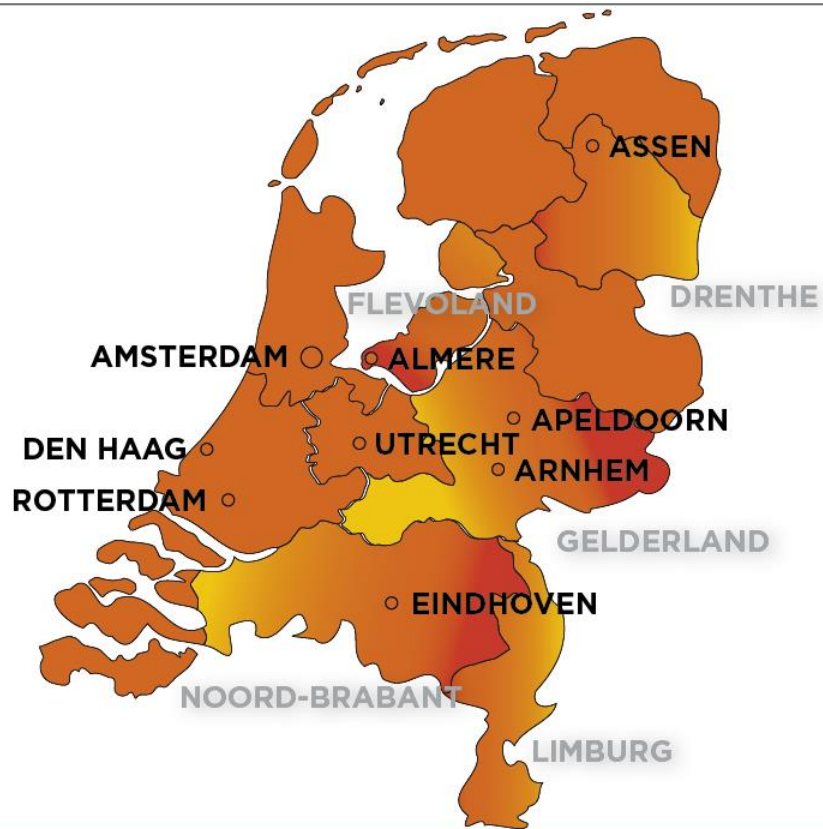 ASSEN
DRENTHE
FLEVOLAND
AMSTERDAM
ALMERE
APELDOORN
DEN HAAG
UTRECHT
ARNHEM
ROTTERDAM
GELDERLAND
EINDHOVEN
NOORD-BRABANT
LIMBURG